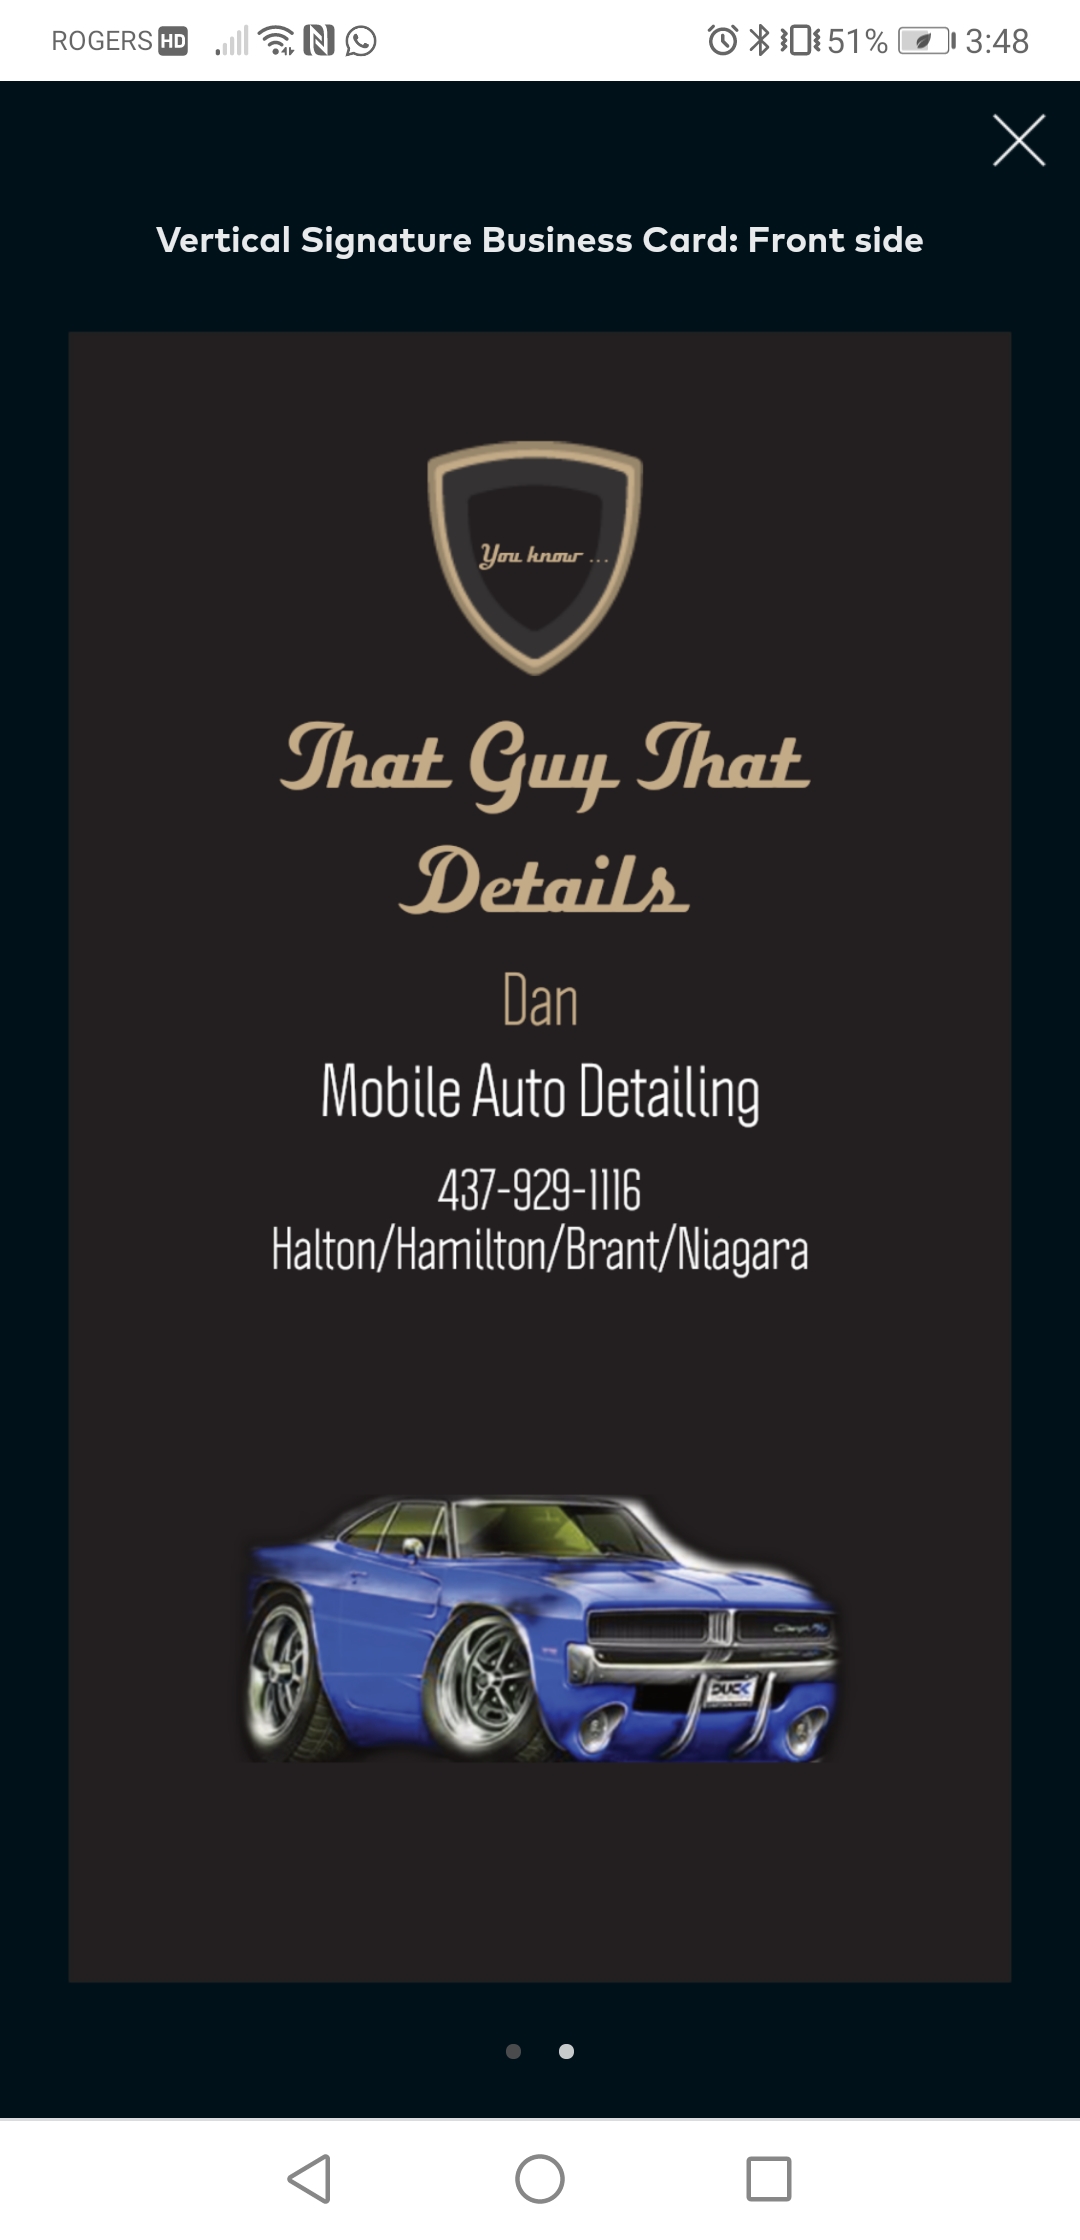 ROGERS HD 51% 3:48
Vertical Signature Business Card: Front side
You know ...
That Guy That
Details
Dan
Mobile Auto Detailing
437-929-1116
Halton/Hamilton/Brant/Niagara
DUCK